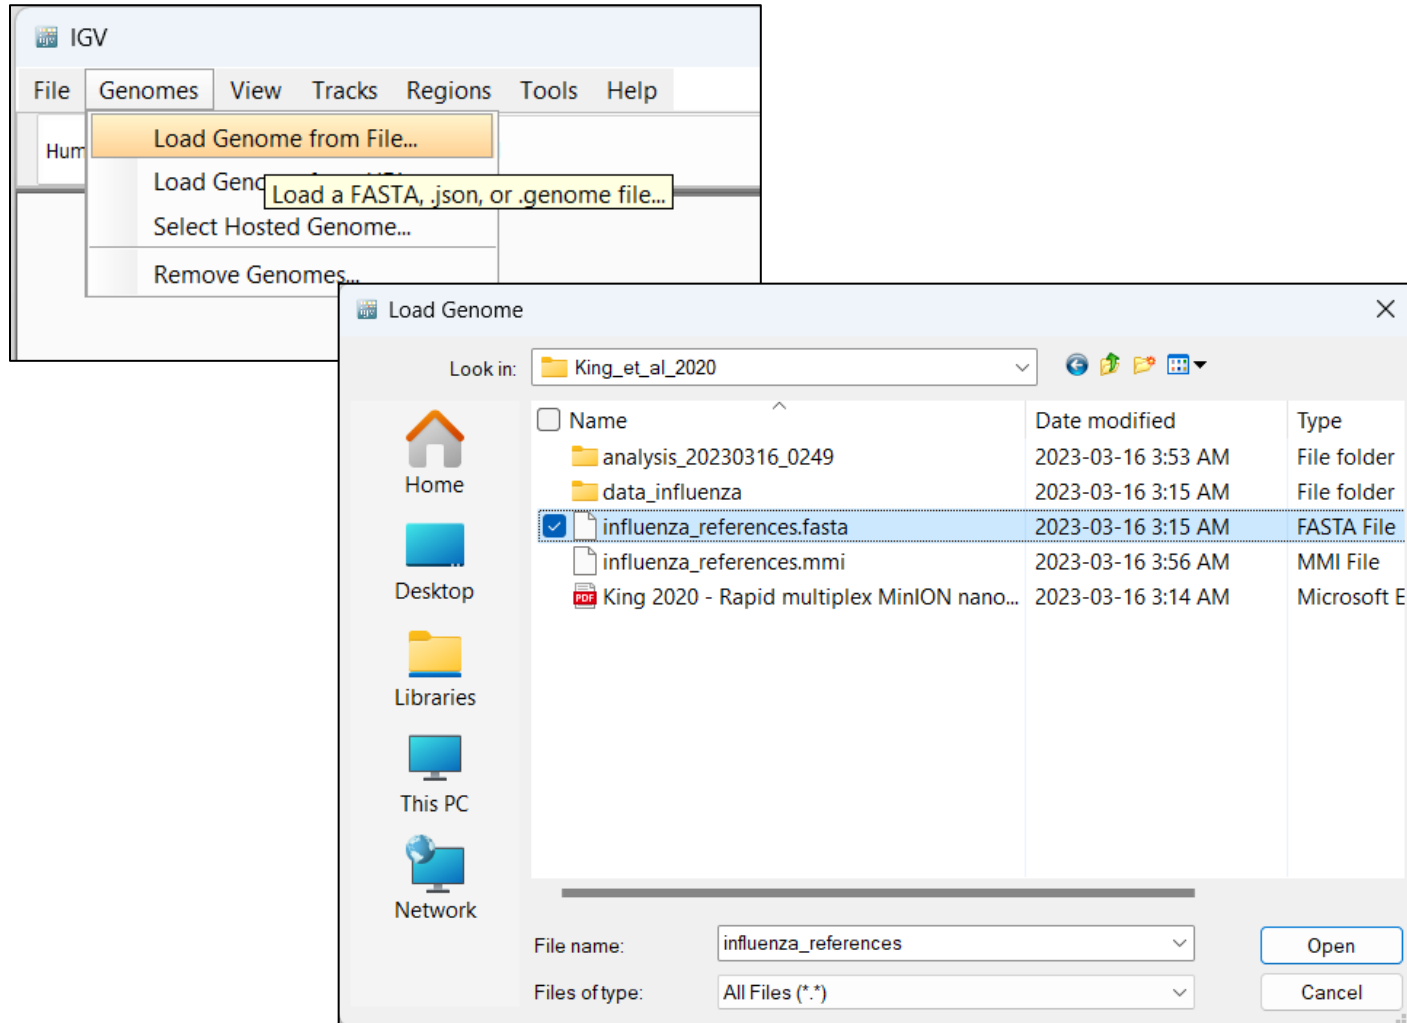 IGV
File Genomes View Tracks Regions Tools Help
Hum
Load Genome from File...
Load Geno
Load a FASTA, .json, or .genome file...
Select Hosted Genome...
Remove Genomes...
Load Genome
Look in: King_et_al_2020
Name Date modified Type
analysis_20230316_0249 2023-03-16 3:53 AM File folder
data_influenza 2023-03-16 3:15 AM File folder
influenza_references.fasta 2023-03-16 3:15 AM FASTA File
influenza_references.mmi 2023-03-16 3:56 AM MMI File
PDF King 2020 - Rapid multiplex MinION nano... 2023-03-16 3:14 AM Microsoft E
Home
Desktop
Libraries
This PC
Network
File name: influenza_references Open
Files of type: All Files (*.*) Cancel